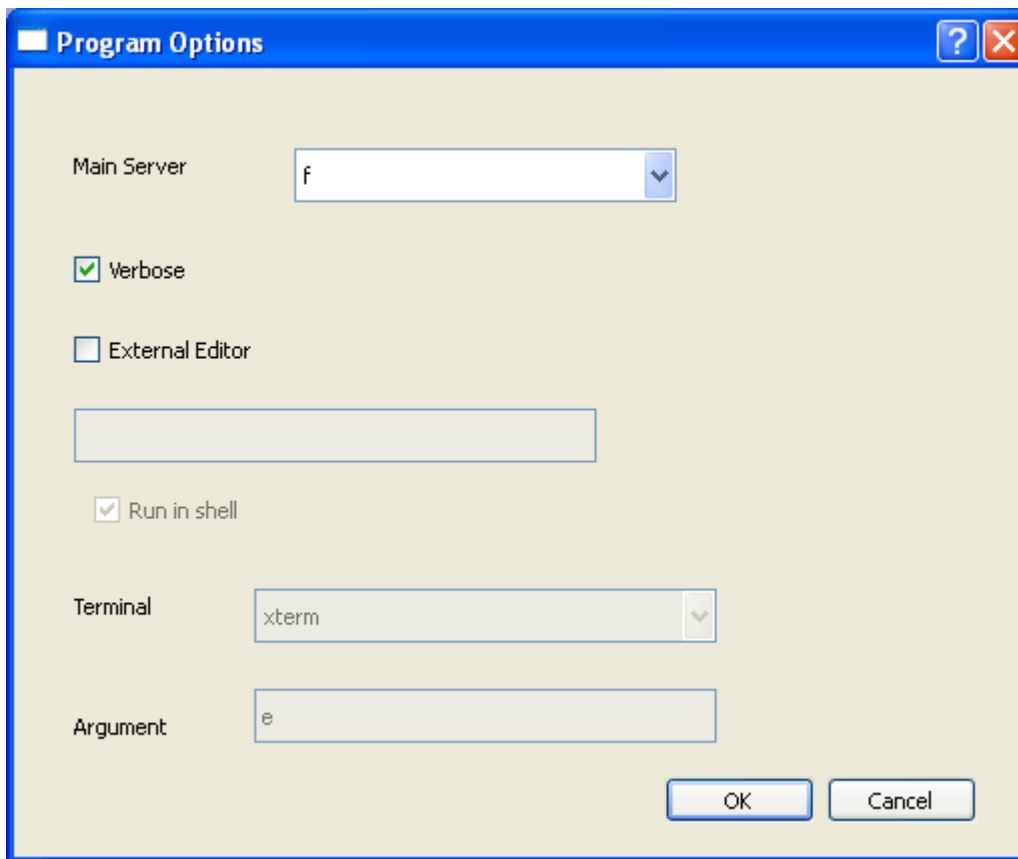 Program Options
?
Main Server
f
Verbose
External Editor
Run in shell
Terminal
xterm
Argument
e
OK
Cancel